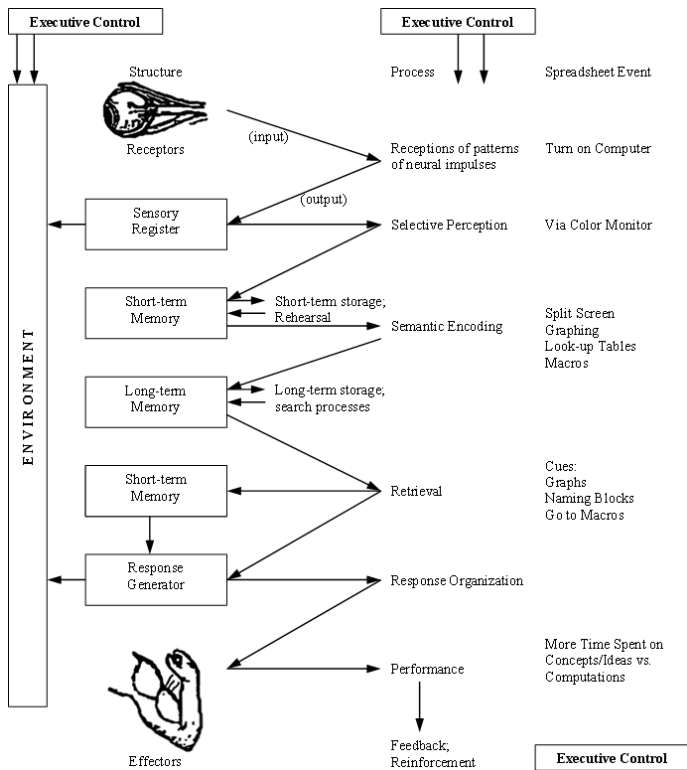 Executive Control
Executive Control
Structure
Process
Spreadsheet Event
Receptors
(input)
Receptions of patterns
of neural impulses
Turn on Computer
(output)
Sensory
Register
Selective Perception
Via Color Monitor
Short-term
Memory
Short-term storage;
Rehearsal
Semantic Encoding
Split Screen
Graphing
Look-up Tables
Macros
ENVIRONMENT
Long-term
Memory
Long-term storage;
search processes
Short-term
Memory
Retrieval
Cues:
Graphs
Naming Blocks
Go to Macros
Response
Generator
Response Organization
Performance
More Time Spent on
Concepts/Ideas vs.
Computations
Effectors
Feedback;
Reinforcement
Executive Control